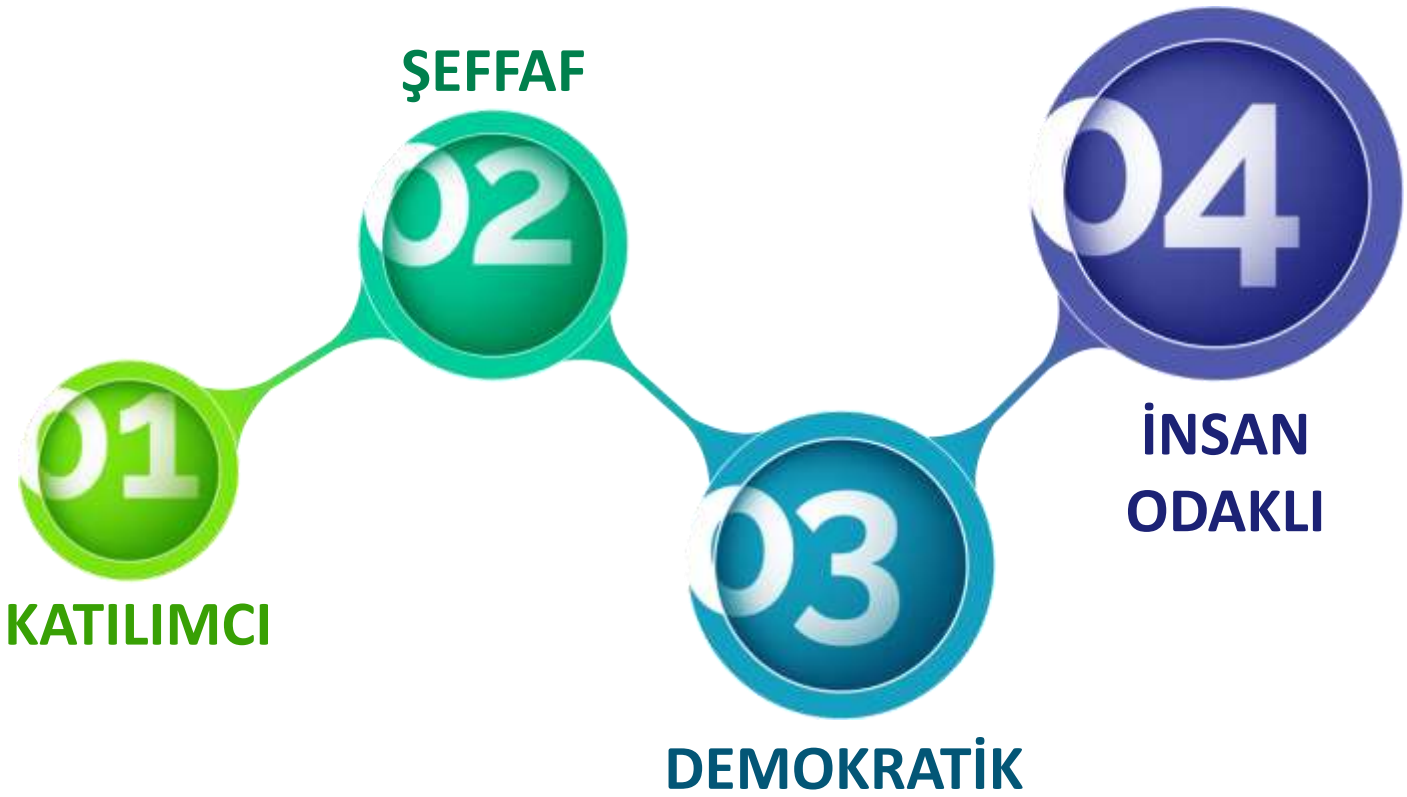 01
KATILIMCI
02
ŞEFFAF
03
DEMOKRATİK
04
İNSAN
ODAKLI